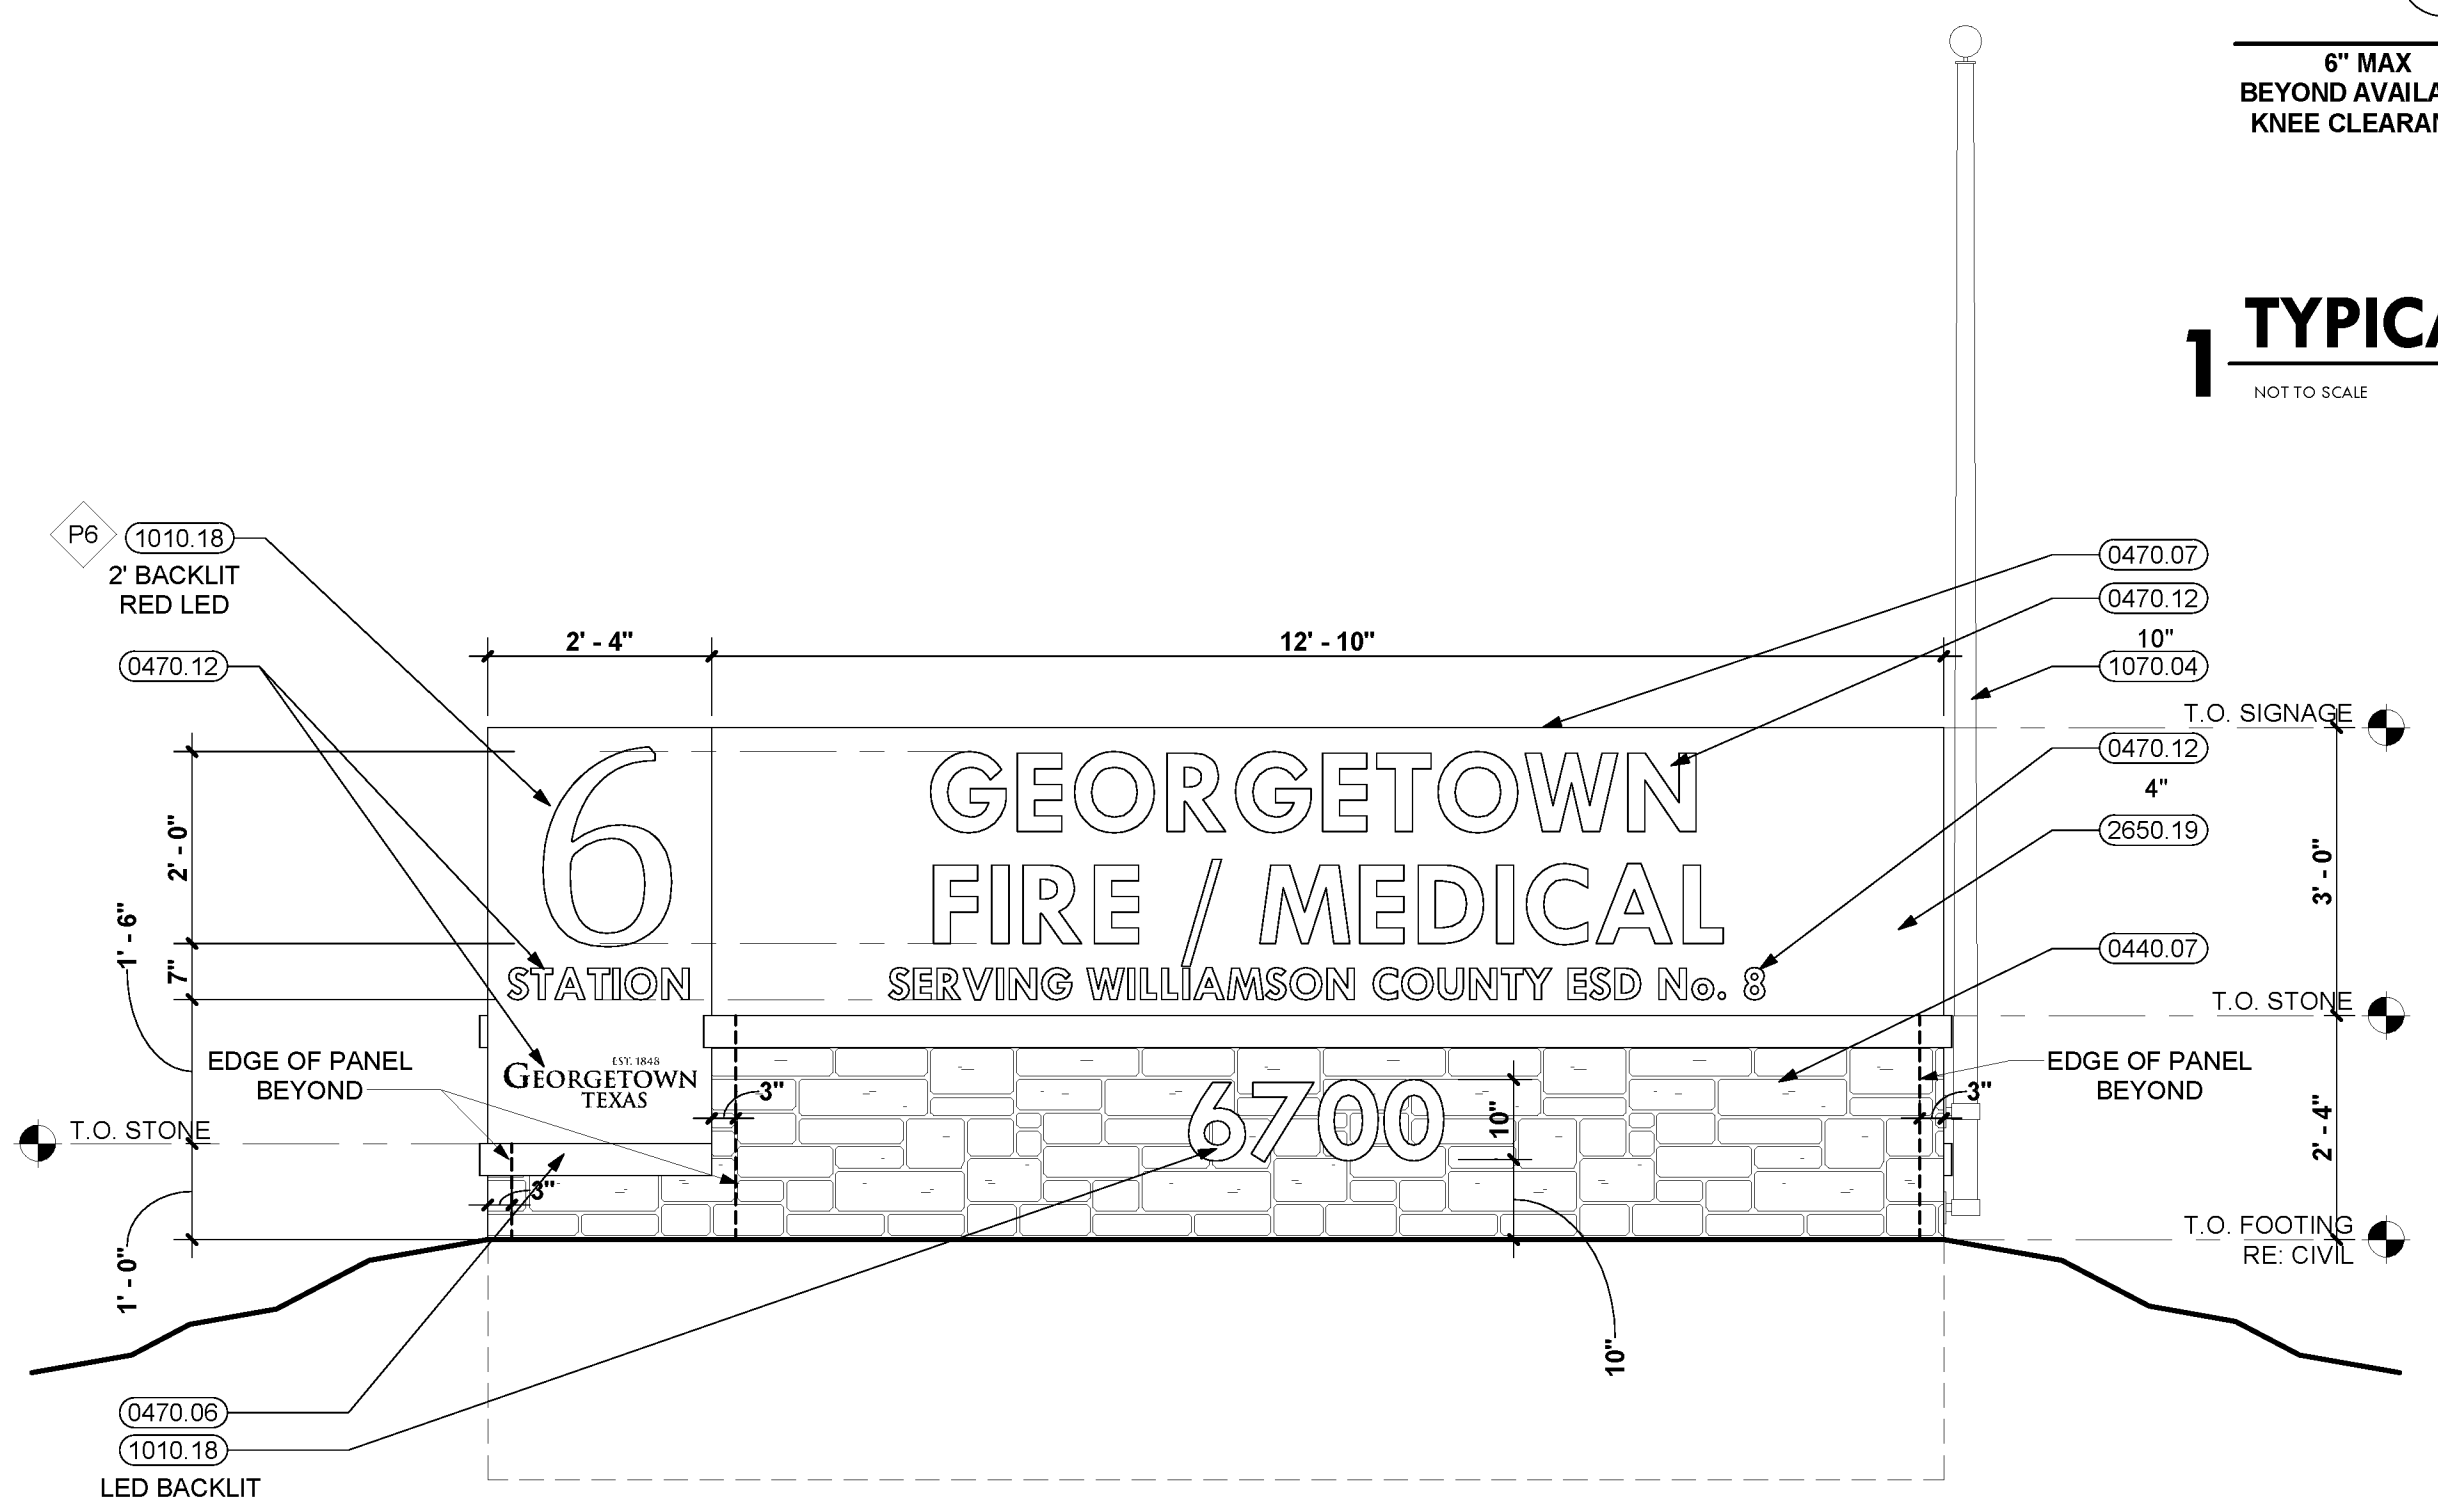 6" MAX
BEYOND
KNEE
1
NOT TO SCALE
P6
1010.18
2' BACKLIT
RED LED
0470.12
0470.07
0470.12
10"
1070.04
T.O. SIGNAGE
0470.12
4"
2650.19
0440.07
T.O. STONE
2' - 4"
12' - 10"
2' - 0"
1' - 6"
7"
3' - 0"
6
STATION
GEORGETOWN
FIRE / MEDICAL
SERVING WILLIAMSON COUNTY ESD No. 8
EST. 1848
GEORGETOWN
TEXAS
EDGE OF PANEL
BEYOND
3"
6700
10"
EDGE OF PANEL
BEYOND
3"
2' - 4"
T.O. STONE
3"
T.O. FOOTING
RE: CIVIL
1' - 0"
10"
0470.06
1010.18
LED BACKLIT